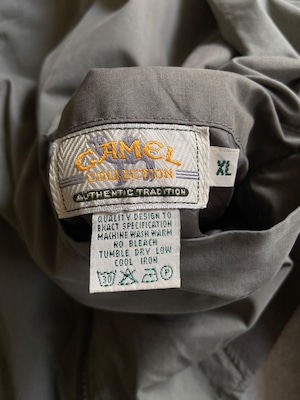 CAMEL
COLLECTION
AUTHENTIC TRADITION
XL
QUALITY DESIGN TO
EXACT SPECIFICATION
MACHINE WASH WARM
NO BLEACH
TUMBLE DRY LOW
COOL IRON
30
P